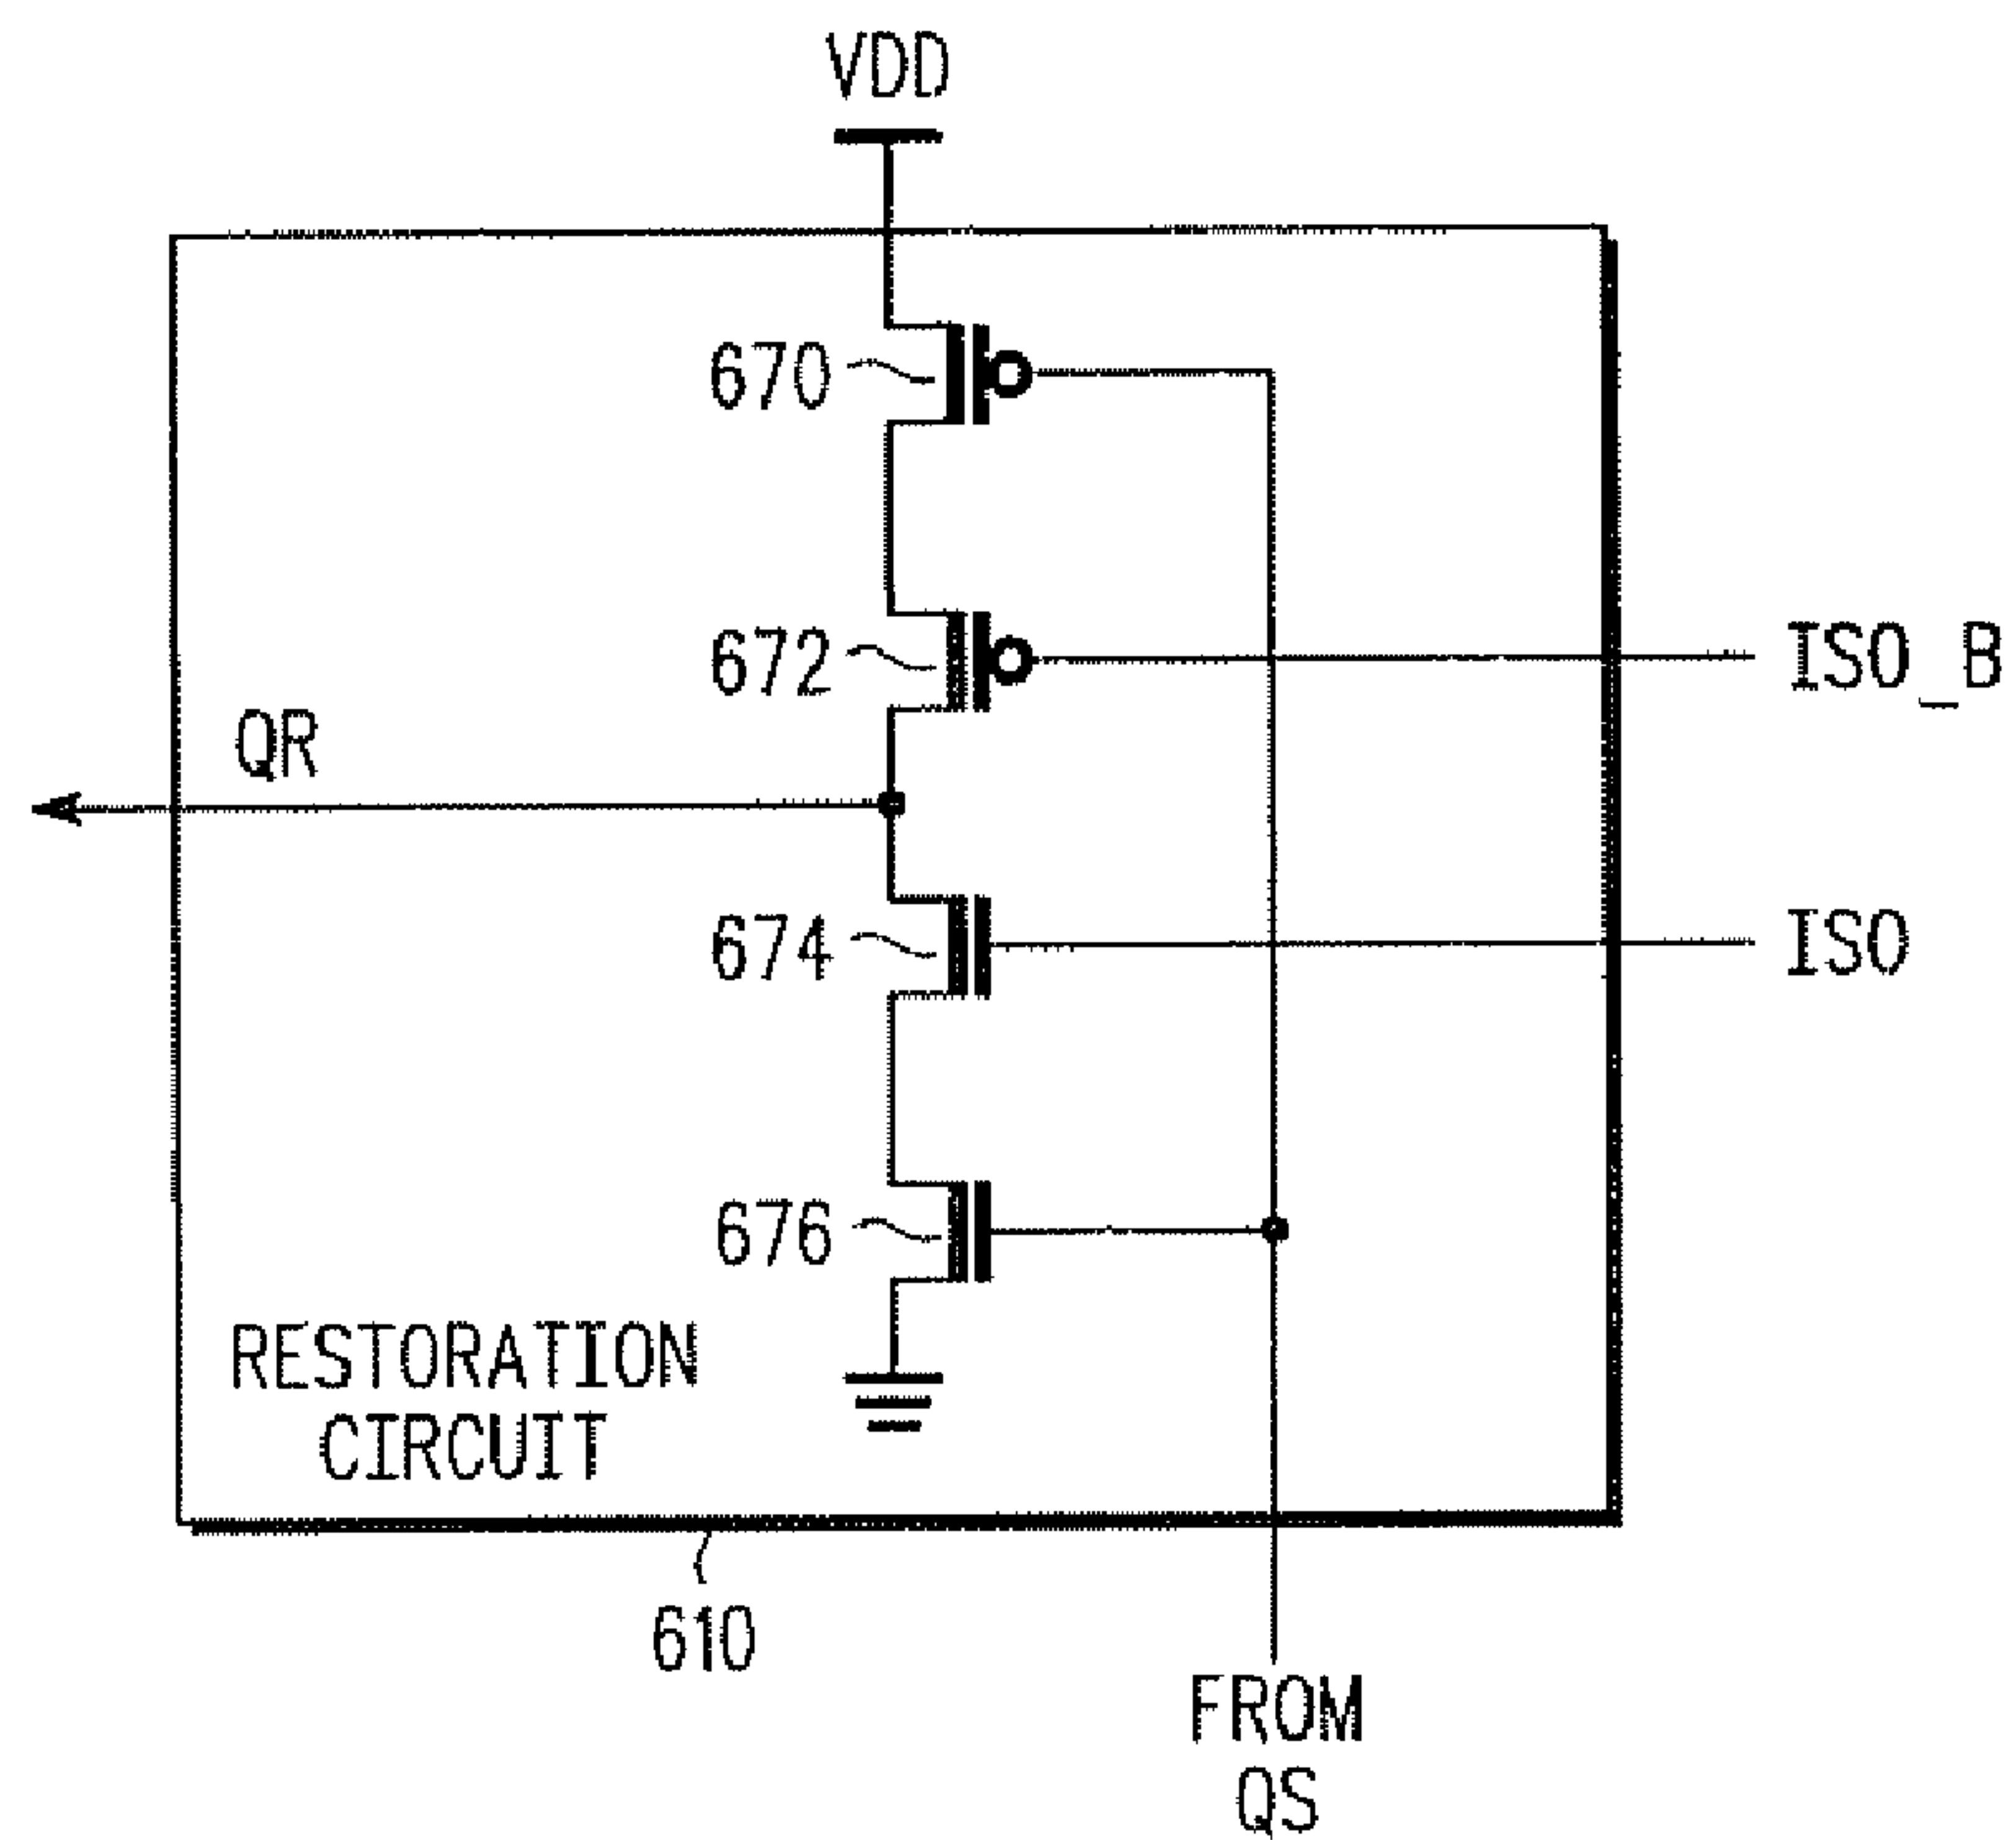 VDD
670
672
ISO_B
QR
674
ISO
676
RESTORATION
CIRCUIT
610
FROM
QS